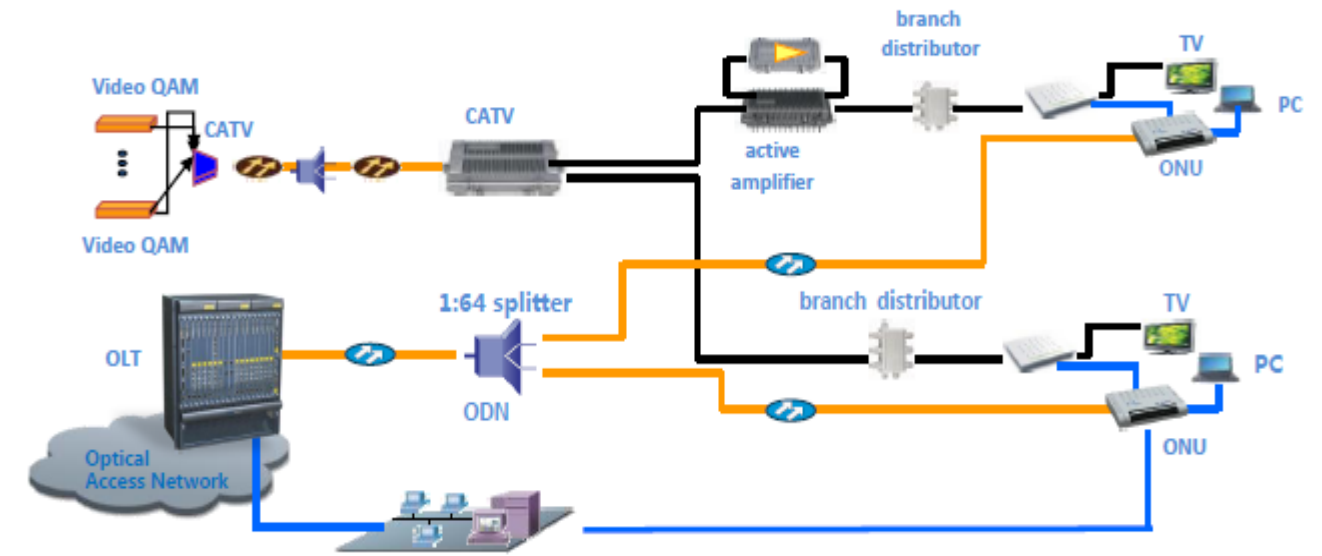 branch
distributor
TV
Video QAM
CATV
CATV
PC
active
amplifier
ONU
Video QAM
1:64 splitter
branch distributor
TV
OLT
PC
ODN
ONU
Optical
Access Network